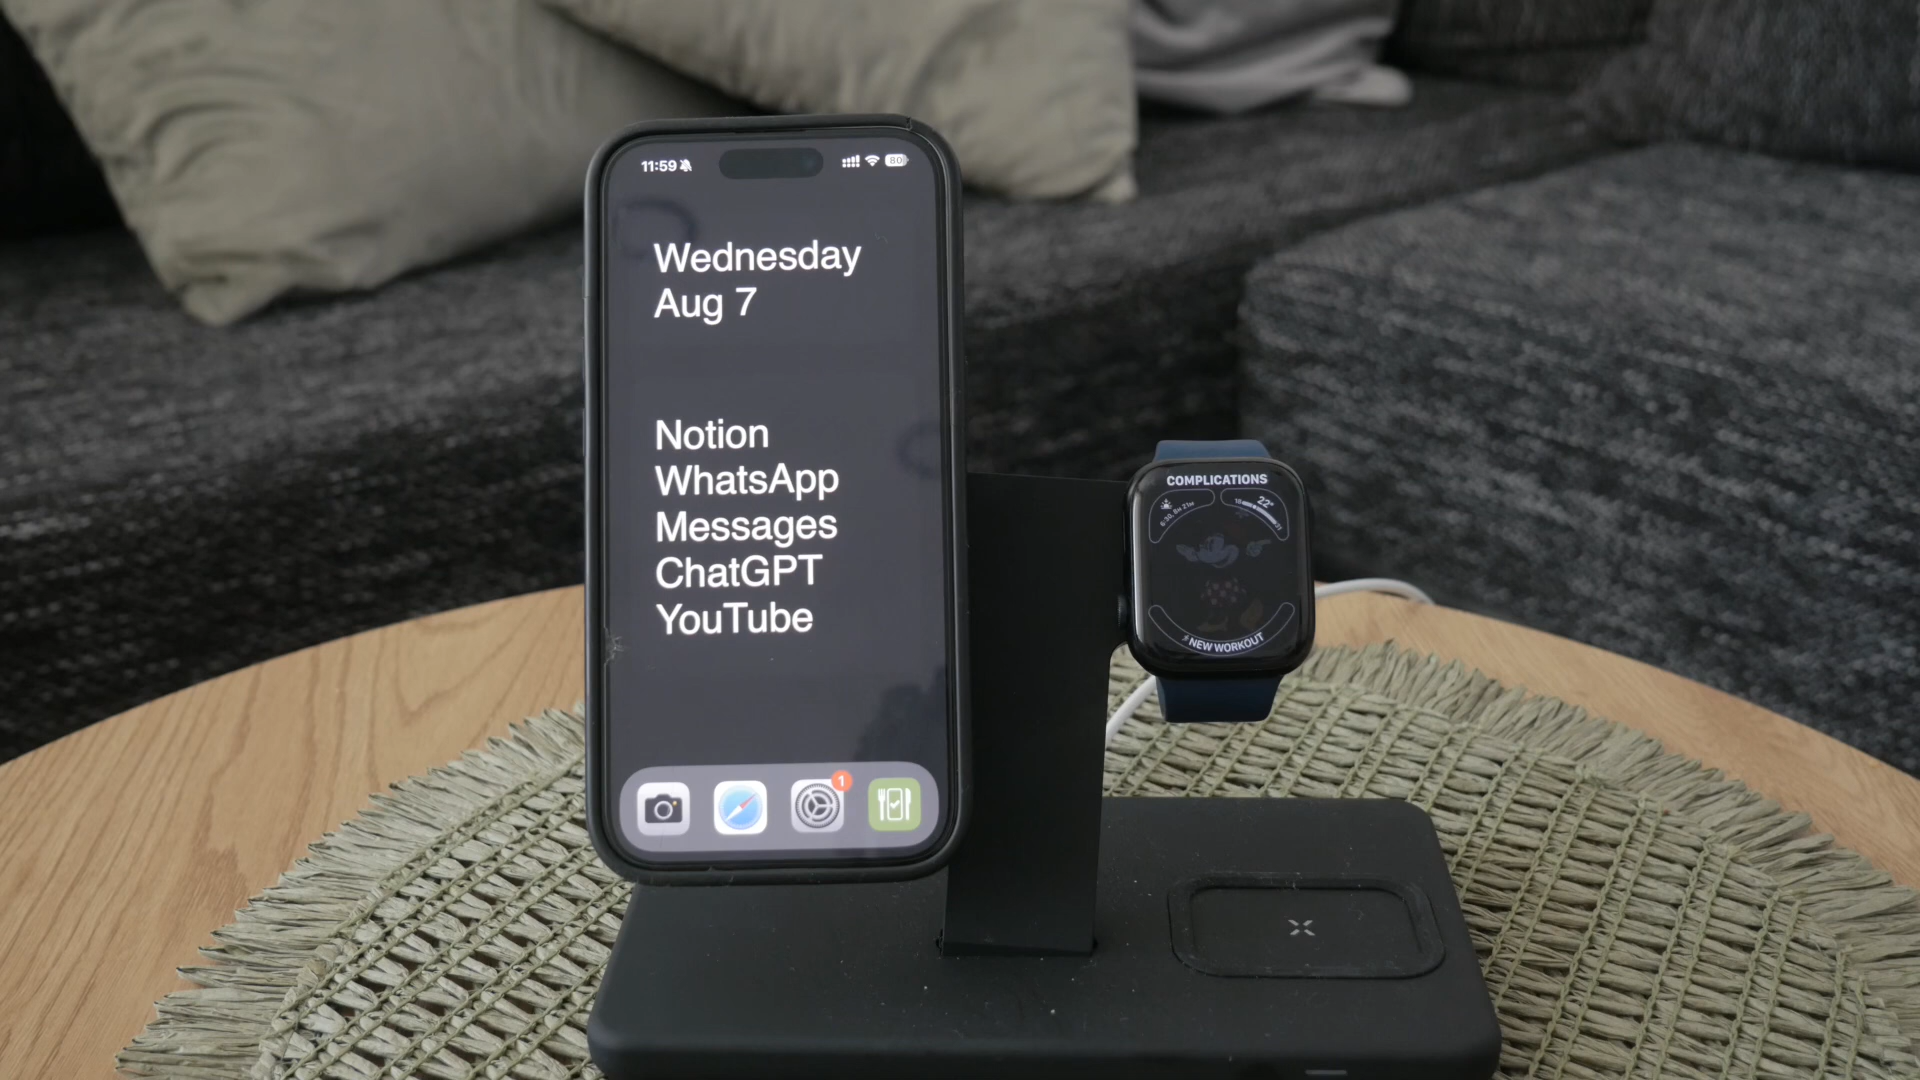 11:59
80
Wednesday
Aug 7
Notion
WhatsApp
Messages
ChatGPT
YouTube
1
COMPLICATIONS
22°
NEW WORKOUT